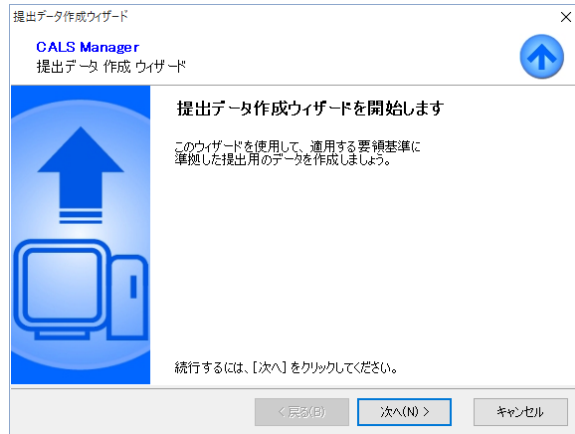 提出データ作成ウィザード
CALS Manager
提出データ 作成 ウィザード
提出データ作成ウィザードを開始します
このウィザードを使用して、適用する要領基準に
準拠した提出用のデータを作成しましょう。
続行するには、[次へ] をクリックしてください。
< 戻る(B)
次へ(N) >
キャンセル